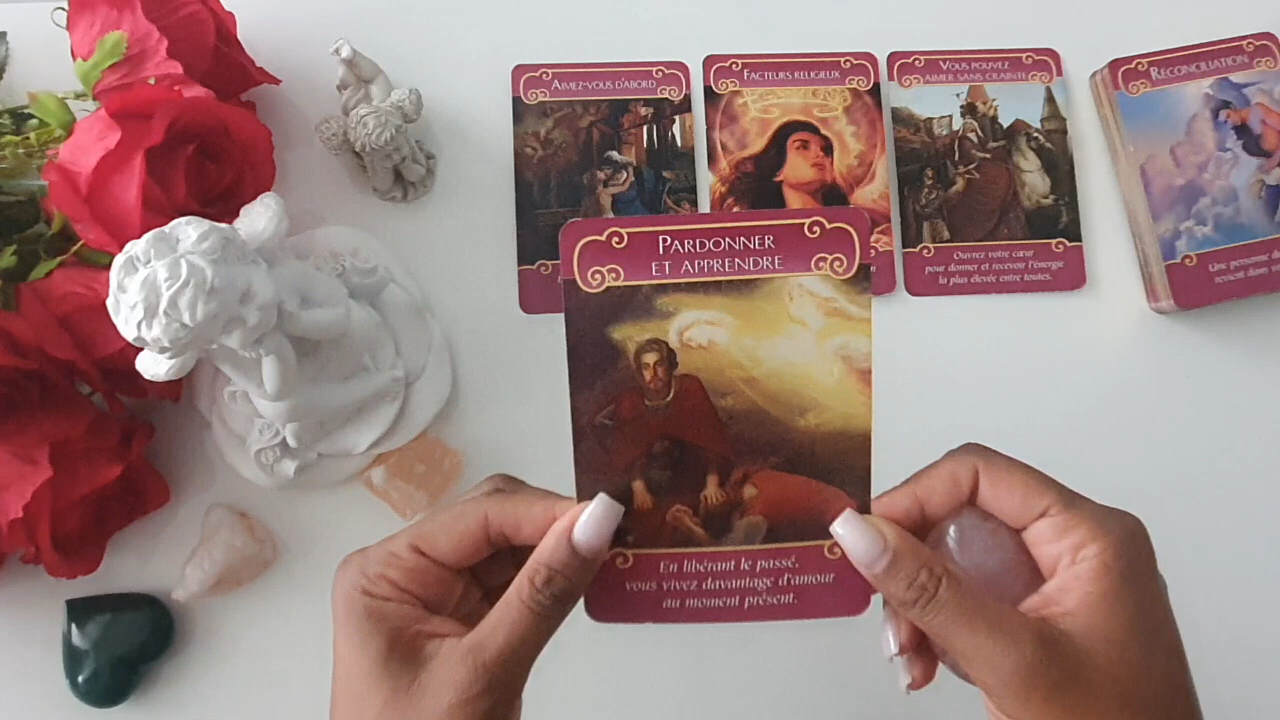 AIMEZ-VOUS D'ABORD
FACTEURS RELIGIEUX
VOUS POUVEZ
AIMER SANS CRAINTE
Ouvrez votre cœur
pour donner et recevoir l'énergie
la plus élevée entre toutes.
RECONCILIATION
Une personne
revient dans
PARDONNER
ET APPRENDRE
En libérant le passé,
vous vivez davantage d'amour
au moment présent.